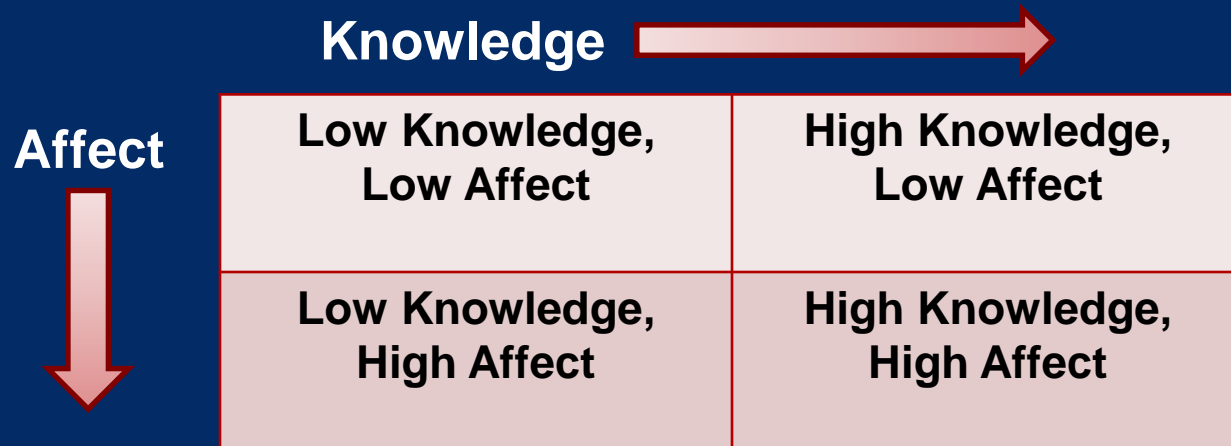 Knowledge
Affect
Low Knowledge,
Low Affect
High Knowledge,
Low Affect
Low Knowledge,
High Affect
High Knowledge,
High Affect